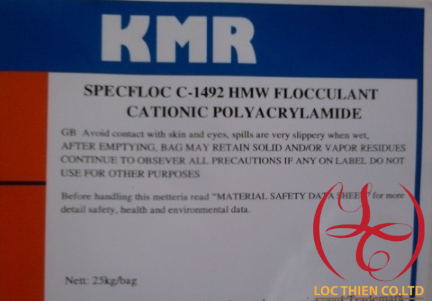 KMR
SPECFLOC C-1492 HMW FLOCCULANT
CATIONIC POLYACRYLAMIDE
GB Avoid contact with skin and eyes, spills are very slippery when wet,
AFTER EMPTYING, BAG MAY RETAIN SOLID AND/OR VAPOR RESIDUES
CONTINUE TO OBSEVER ALL PRECAUTIONS IF ANY ON LABEL DO NOT
USE FOR OTHER PURPOSES
Before handling this metteria read "MATERIAL SAFETY DATA SHEET" for more
detail safety, health and environmental data.
Nett: 25kg/bag
LOC THIEN CO.LTD